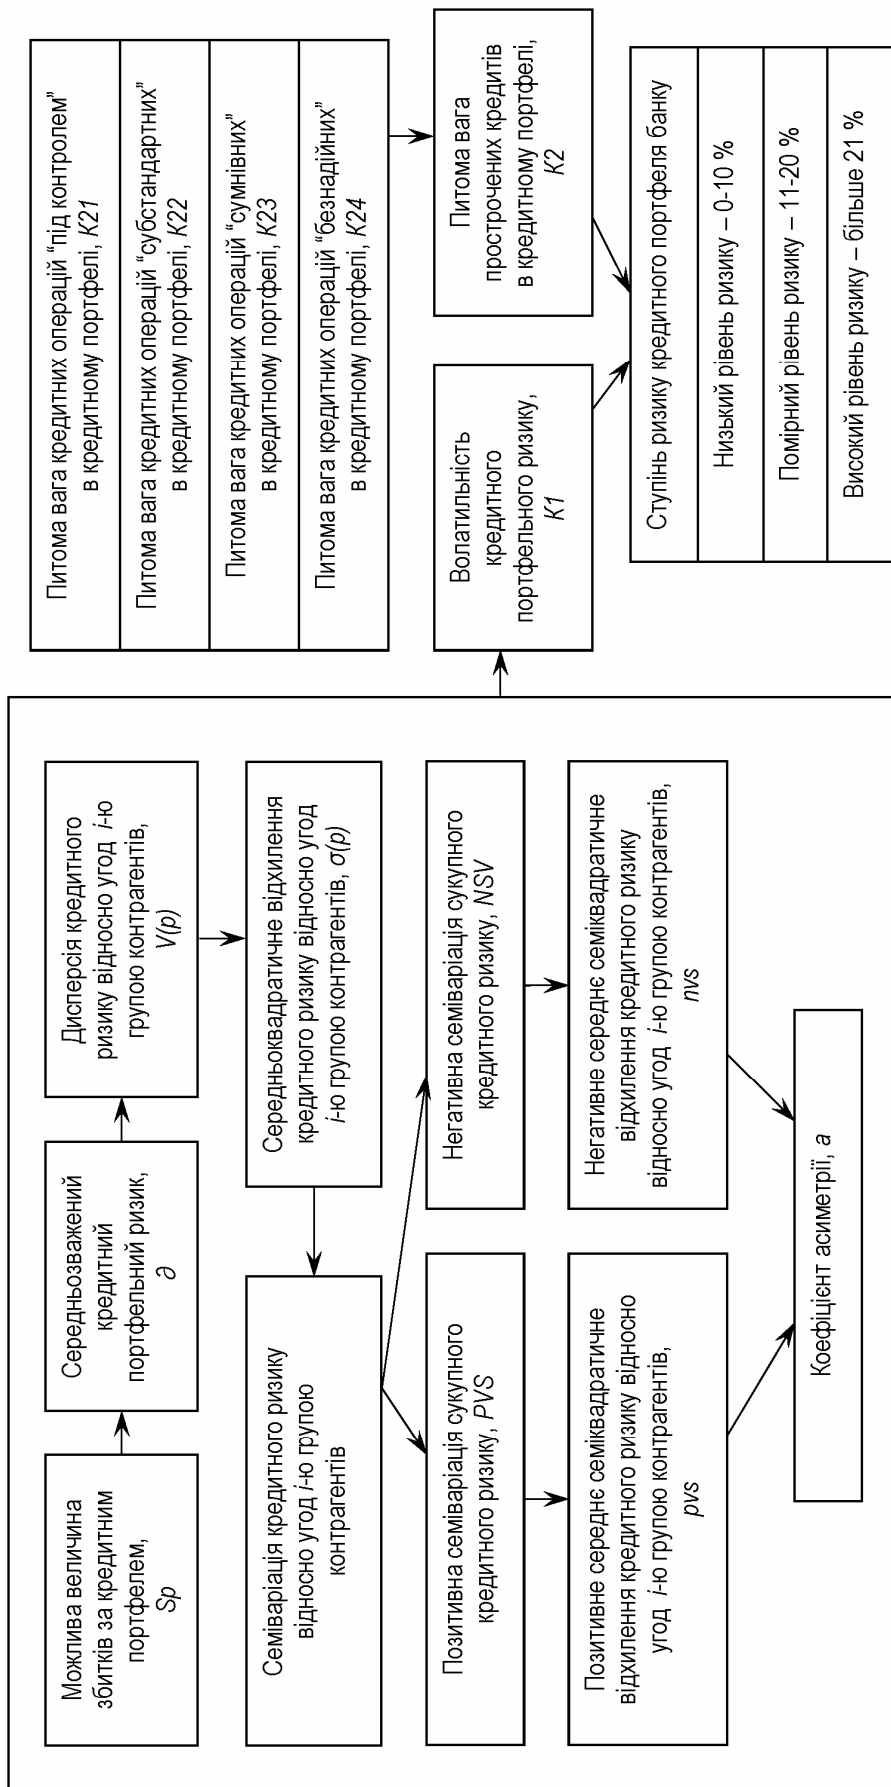 Можлива величина
збитків за кредитним
портфелем,
Sp
Середньозважений
кредитний
портфельний ризик,
∂
Дисперсія кредитного
ризику відносно угод i-ю
групою контрагентів,
V(p)
Семіваріація кредитного ризику
відносно угод i-ю групою
контрагентів
Середньоквадратичне відхилення
кредитного ризику відносно угод
i-ю групою контрагентів, σ(p)
Позитивна семіваріація сукупного
кредитного ризику, PVS
Негативна семіваріація сукупного
кредитного ризику, NSV
Позитивне середнє семіквадратичне
відхилення кредитного ризику відносно
угод i-ю групою контрагентів,
pvs
Негативне середнє семіквадратичне
відхилення кредитного ризику
відносно угод i-ю групою контрагентів,
nvs
Коефіцієнт асиметрії, a
Питома вага кредитних операцій “під контролем”
в кредитному портфелі, К21
Питома вага кредитних операцій “субстандартних”
в кредитному портфелі, К22
Питома вага кредитних операцій “сумнівних”
в кредитному портфелі, К23
Питома вага кредитних операцій “безнадійних”
в кредитному портфелі, К24
Волатильність
кредитного
портфельного ризику,
К1
Питома вага
прострочених кредитів
в кредитному портфелі,
К2
Ступінь ризику кредитного портфеля банку
Низький рівень ризику – 0-10 %
Помірний рівень ризику – 11-20 %
Високий рівень ризику – більше 21 %